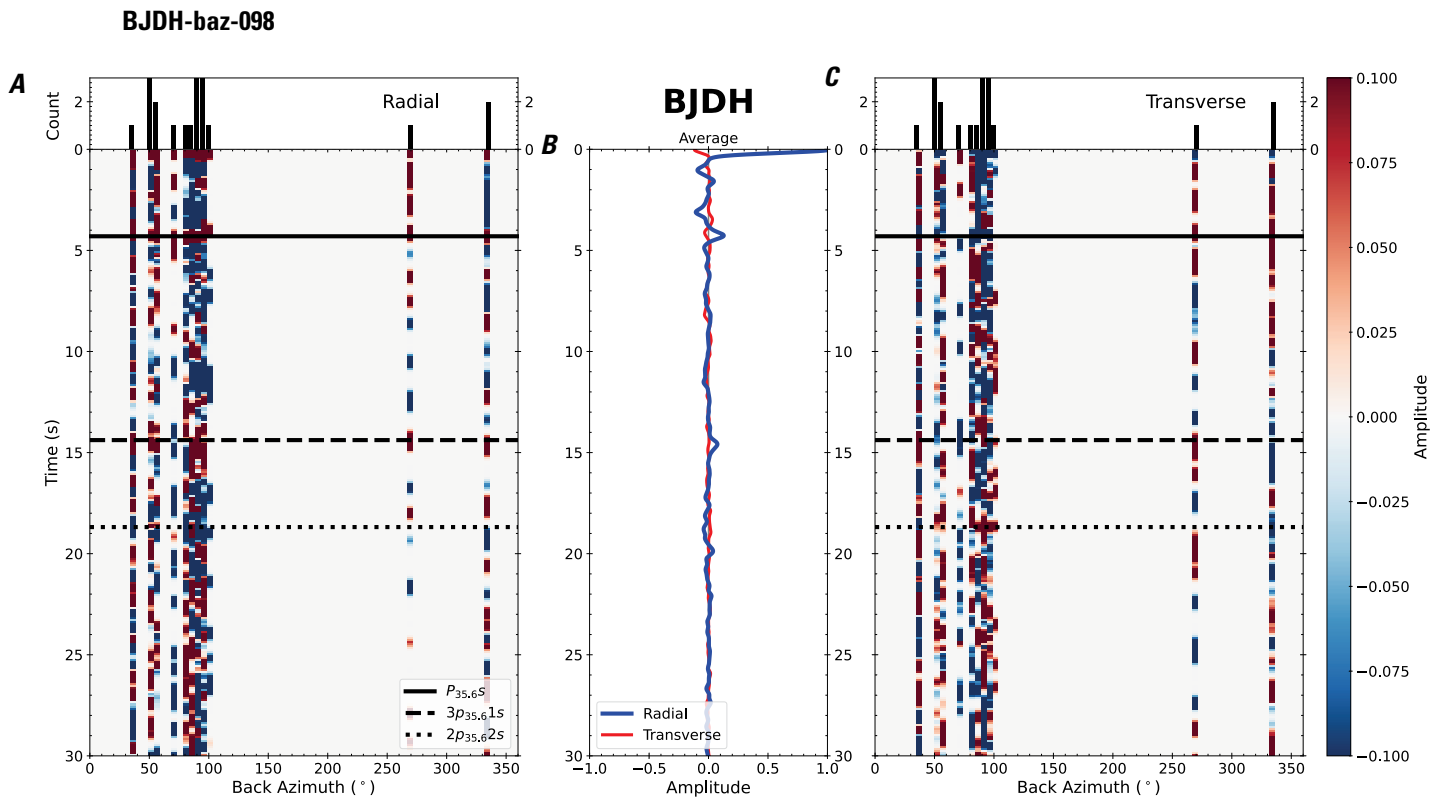 BJDH-baz-098
A
Count
2
0
Radial
2
0
BJDH
Average
B
C
2
0
Transverse
2
0
0
5
10
15
20
25
30
Time (s)
P35.6s
3p35.61s
2p35.62s
0 50 100 150 200 250 300 350
Back Azimuth (°)
0
5
10
15
20
25
30
Radial
Transverse
−1.0 −0.5 0.0 0.5 1.0
Amplitude
0
5
10
15
20
25
30
0 50 100 150 200 250 300 350
Back Azimuth (°)
0.100
0.075
0.050
0.025
0.000
−0.025
−0.050
−0.075
−0.100
Amplitude